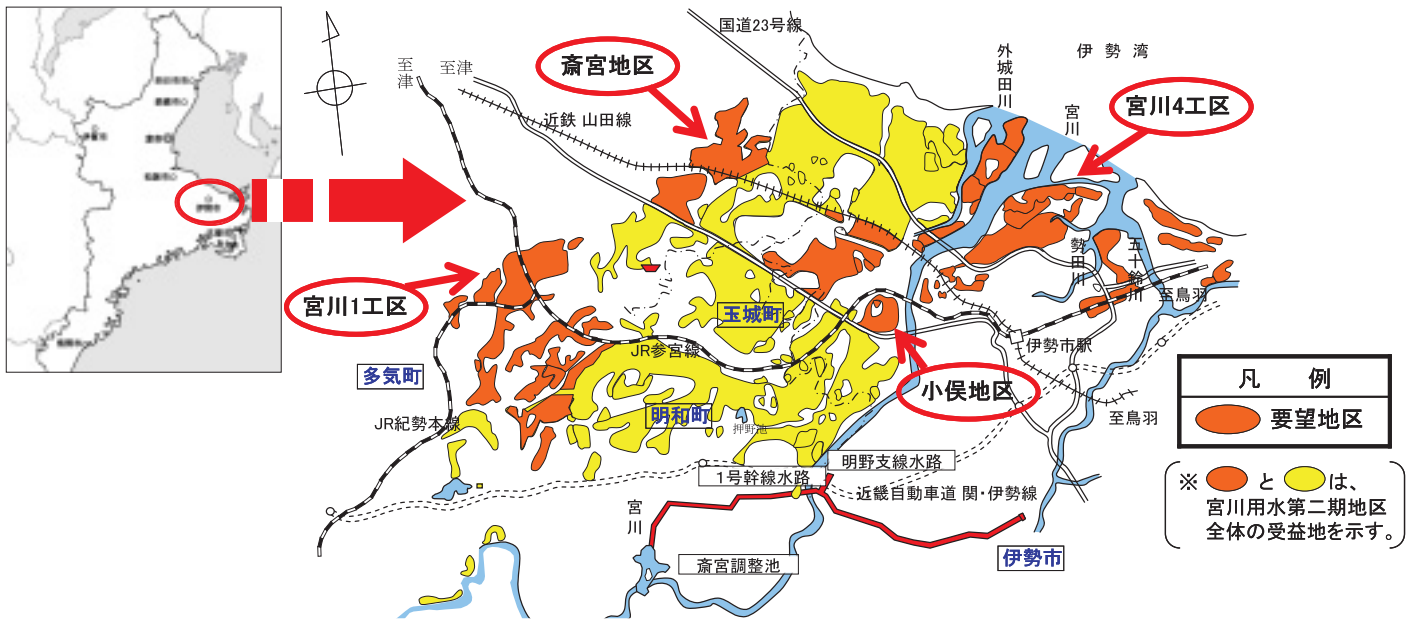 国道23号線
伊勢湾
外城田川
宮川
斎宮地区
宮川4工区
至津
至津
近鉄 山田線
宮川1工区
勢田川
五十鈴川
至鳥羽
玉城町
伊勢市駅
JR参宮線
多気町
小俣地区
明和町
押野池
至鳥羽
JR紀勢本線
明野支線水路
1号幹線水路
近畿自動車道 関・伊勢線
宮川
斎宮調整池
伊勢市
凡 例
要望地区
※ と は、
宮川用水第二期地区
全体の受益地を示す。